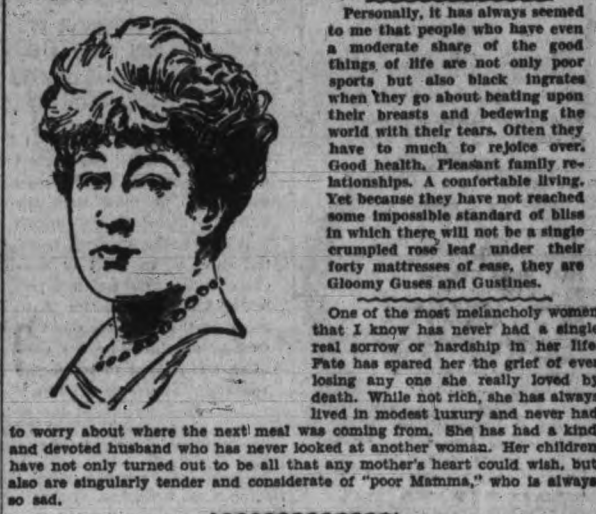 Personally, it has always seemed
to me that people who have even
a moderate share of the good
things of life are not only poor
sports but also black ingrates
when they go about beating upon
their breasts and bedewing the
world with their tears. Often they
have to much to rejoice over.
Good health. Pleasant family re-
lationships. A comfortable living.
Yet because they have not reached
some impossible standard of bliss
in which there will not be a single
crumpled rose leaf under their
forty mattresses of ease, they are
Gloomy Guses and Gustines.
One of the most melancholy women
that I know has never had a single
real sorrow or hardship in her life
Fate has spared her the grief of ever
losing any one she really loved by
death. While not rich, she has always
lived in modest luxury and never had
to worry about where the next meal was coming from. She has had a kind
and devoted husband who has never looked at another woman. Her children
have not only turned out to be all that any mother's heart could wish, but
also are singularly tender and considerate of "poor Mamma," who is always
so sad.